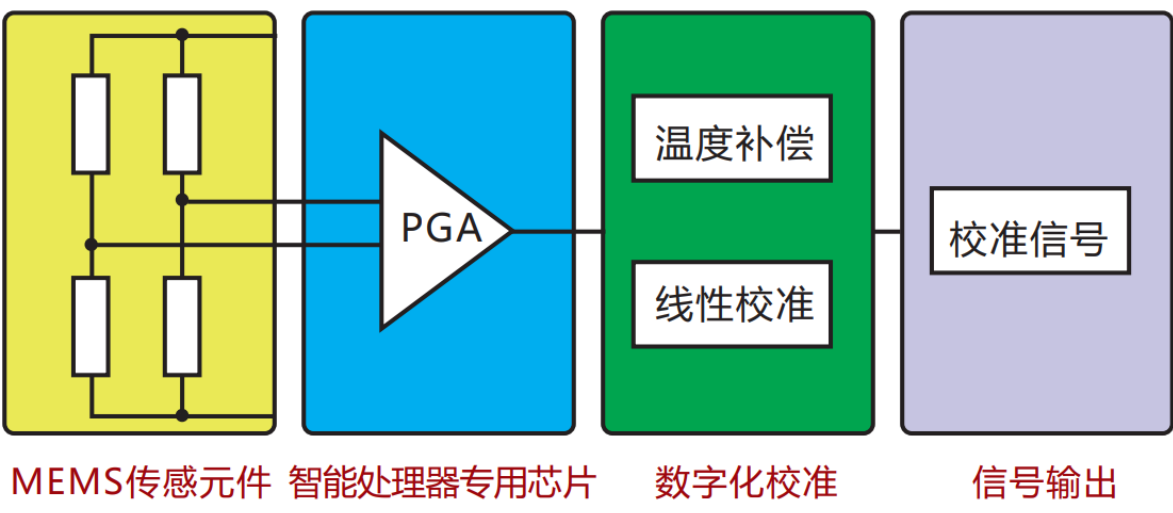 温度补偿
PGA
校准信号
线性校准
MEMS传感元件
智能处理器专用芯片
数字化校准
信号输出